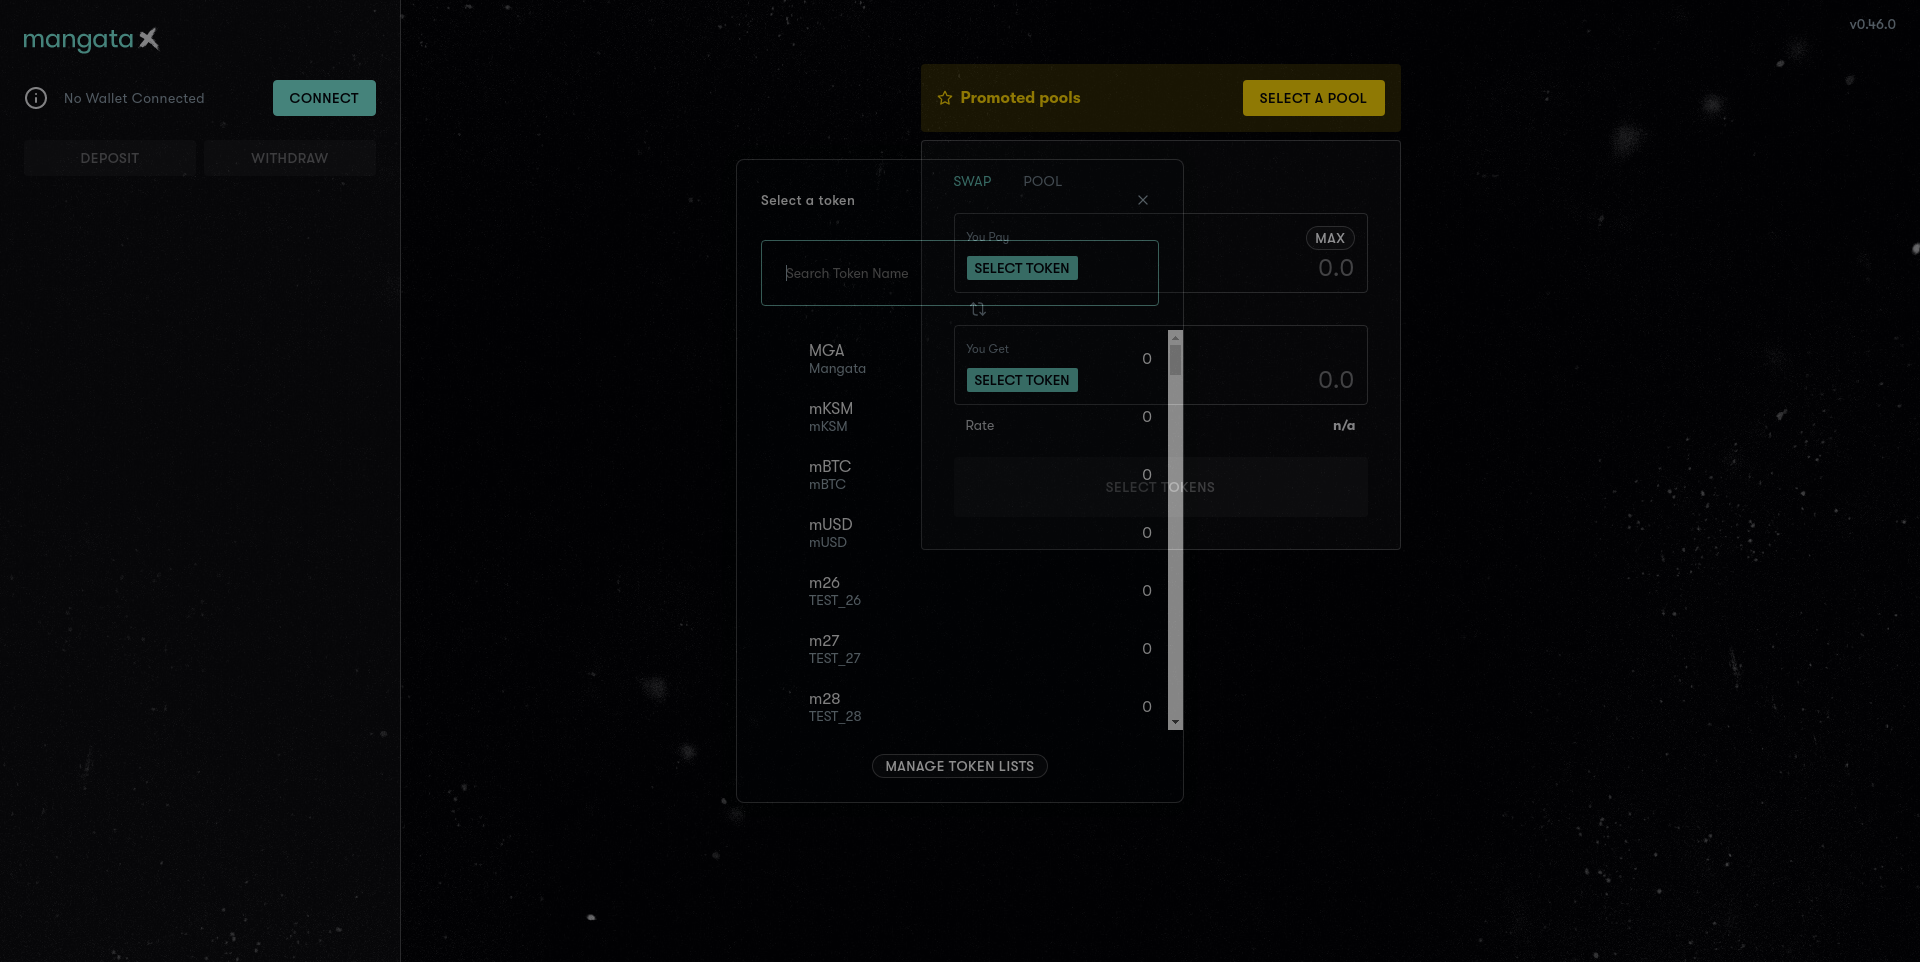 mangata
No Wallet Connected
CONNECT
DEPOSIT
WITHDRAW
v0.46.0
Promoted pools
SELECT A POOL
SWAP
POOL
You Pay
MAX
SELECT TOKEN
0.0
You Get
SELECT TOKEN
0.0
Rate
n/a
SELECT TOKENS
Select a token
Search Token Name
MGA
Mangata
0
mKSM
mKSM
0
mBTC
mBTC
0
mUSD
mUSD
0
m26
TEST_26
0
m27
TEST_27
0
m28
TEST_28
0
MANAGE TOKEN LISTS